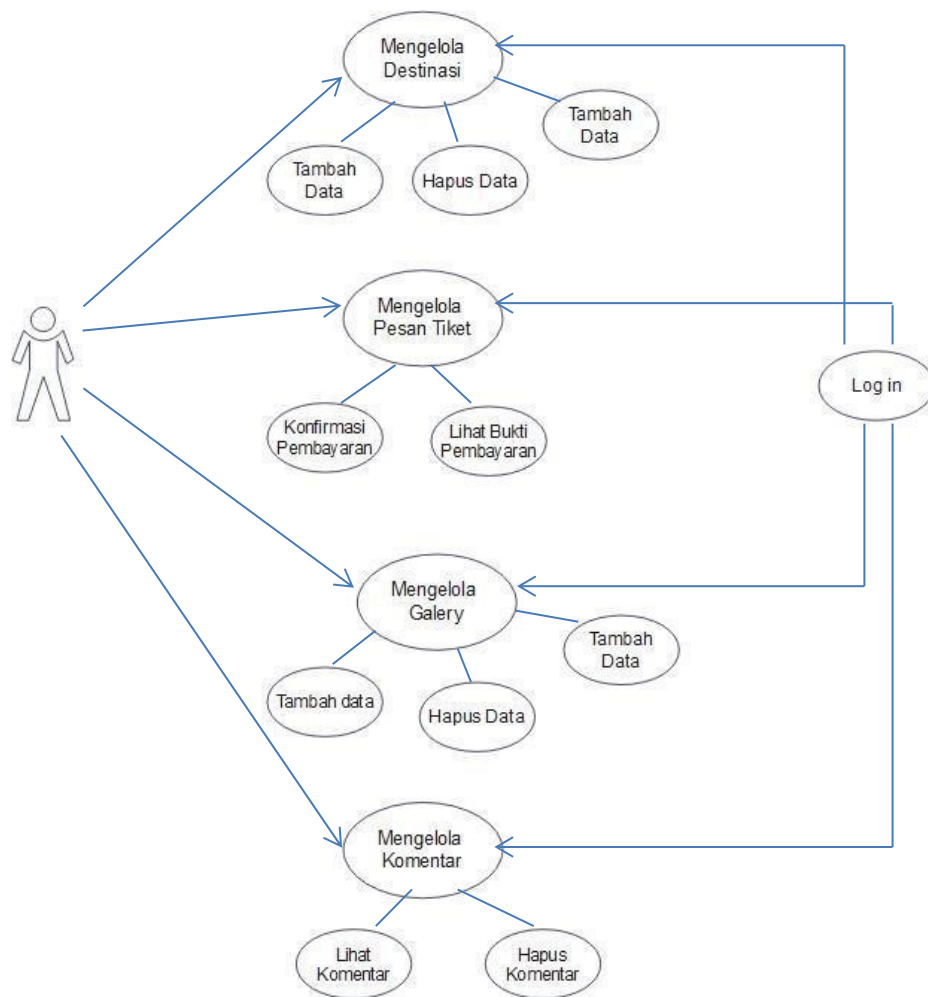 Mengelola
Destinasi
Tambah
Data
Tambah
Data
Hapus Data
Mengelola
Pesan Tiket
Log in
Konfirmasi
Pembayaran
Lihat Bukti
Pembayaran
Mengelola
Galery
Tambah
Data
Tambah data
Hapus Data
Mengelola
Komentar
Lihat
Komentar
Hapus
Komentar